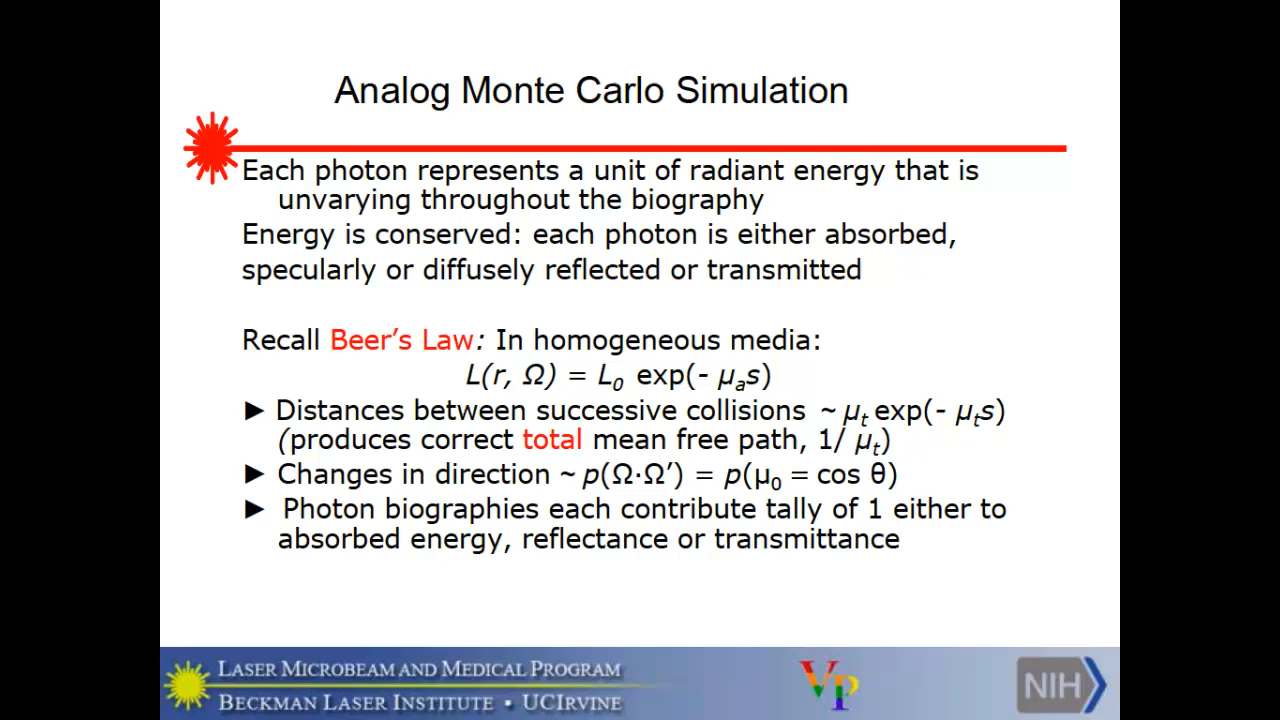 Analog Monte Carlo Simulation
Each photon represents a unit of radiant energy that is
unvarying throughout the biography
Energy is conserved: each photon is either absorbed,
specularly or diffusely reflected or transmitted
Recall Beer’s Law: In homogeneous media:
L(r, Ω) = L₀ exp(- μₐs)
► Distances between successive collisions ~ μₜ exp(- μₜs)
(produces correct total mean free path, 1/ μₜ)
► Changes in direction ~ p(Ω·Ω’) = p(μ₀ = cos θ)
► Photon biographies each contribute tally of 1 either to
absorbed energy, reflectance or transmittance
LASER MICROBEAM AND MEDICAL PROGRAM
BECKMAN LASER INSTITUTE • UCIRVINE
VP
NIH